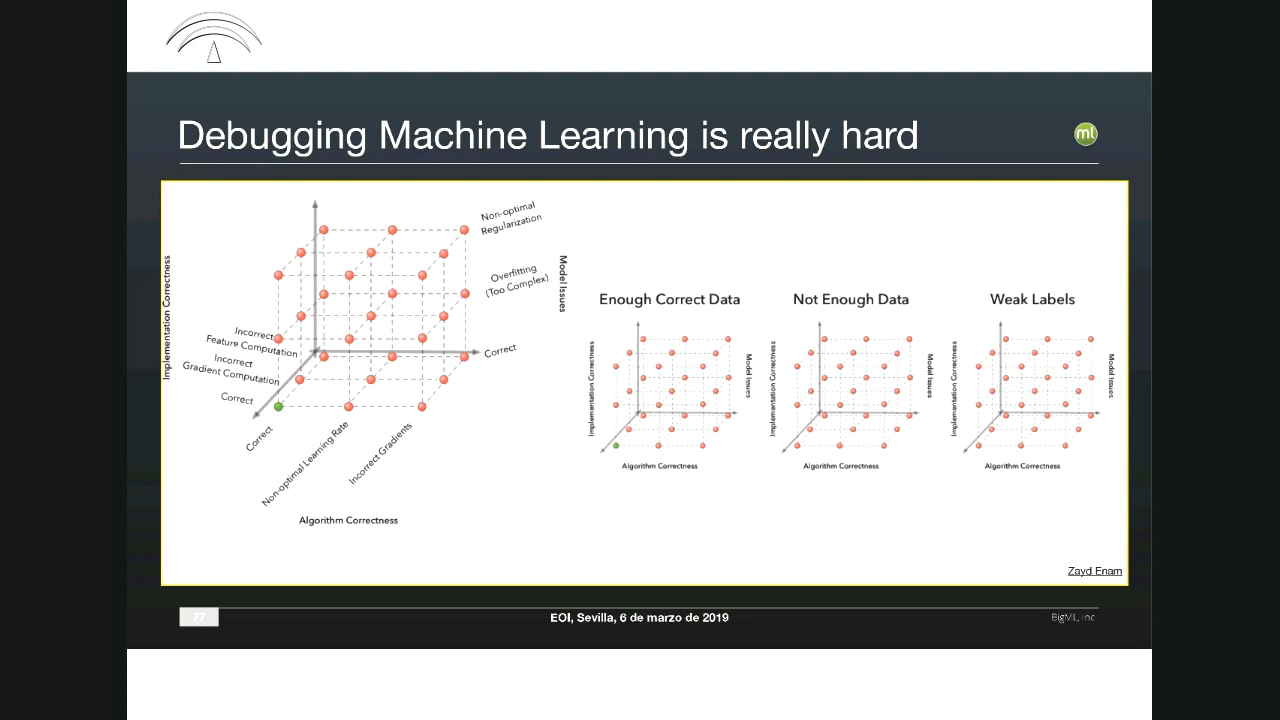 Debugging Machine Learning is really hard
ml
Non-optimal
Regularization
Implementation Correctness
Model Issues
Overfitting
(Too Complex)
Incorrect
Feature Computation
Incorrect
Gradient Computation
Correct
Correct
Correct
Non-optimal Learning Rate
Incorrect Gradients
Algorithm Correctness
Enough Correct Data
Implementation Correctness
Model Issues
Algorithm Correctness
Not Enough Data
Implementation Correctness
Model Issues
Algorithm Correctness
Weak Labels
Implementation Correctness
Model Issues
Algorithm Correctness
Zayd Enam
77
EOI, Sevilla, 6 de marzo de 2019
BigML, Inc